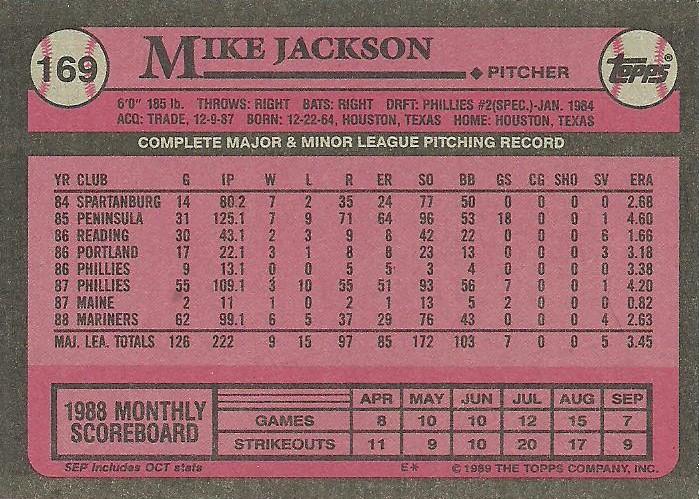 169
MIKE JACKSON
PITCHER
TOPPS
6'0" 185 lb. THROWS: RIGHT BATS: RIGHT DRFT: PHILLIES #2(SPEC.)-JAN. 1984
ACQ: TRADE, 12-9-87 BORN: 12-22-64, HOUSTON, TEXAS HOME: HOUSTON, TEXAS
COMPLETE MAJOR & MINOR LEAGUE PITCHING RECORD
YR CLUB G IP W L R ER SO BB GS CG SHO SV ERA
84 SPARTANBURG 14 80.2 7 2 35 24 77 50 0 0 0 0 2.68
85 PENINSULA 31 125.1 7 9 71 64 96 53 18 0 0 1 4.60
86 READING 30 43.1 2 3 9 8 42 22 0 0 0 6 1.66
86 PORTLAND 17 22.1 3 1 8 8 23 13 0 0 0 3 3.18
86 PHILLIES 9 13.1 0 0 5 5 3 4 0 0 0 0 3.38
87 PHILLIES 55 109.1 3 10 55 51 93 56 7 0 0 1 4.20
87 MAINE 2 11 1 0 2 1 13 5 2 0 0 0 0.82
88 MARINERS 62 99.1 6 5 37 29 76 43 0 0 0 4 2.63
MAJ. LEA. TOTALS 126 222 9 15 97 85 172 103 7 0 0 5 3.45
1988 MONTHLY SCOREBOARD
APR MAY JUN JUL AUG SEP
GAMES 8 10 10 12 15 7
STRIKEOUTS 11 9 10 20 17 9
SEP Includes OCT stats
E*
© 1989 THE TOPPS COMPANY, INC.